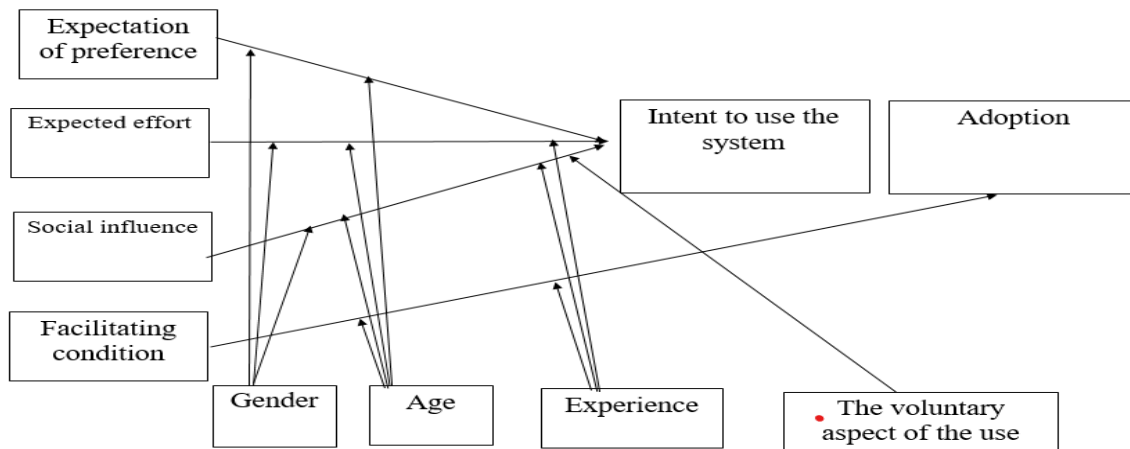 Expectation
of preference
Expected effort
Intent to use the
system
Adoption
Social influence
Facilitating
condition
Gender
Age
Experience
The voluntary
aspect of the use